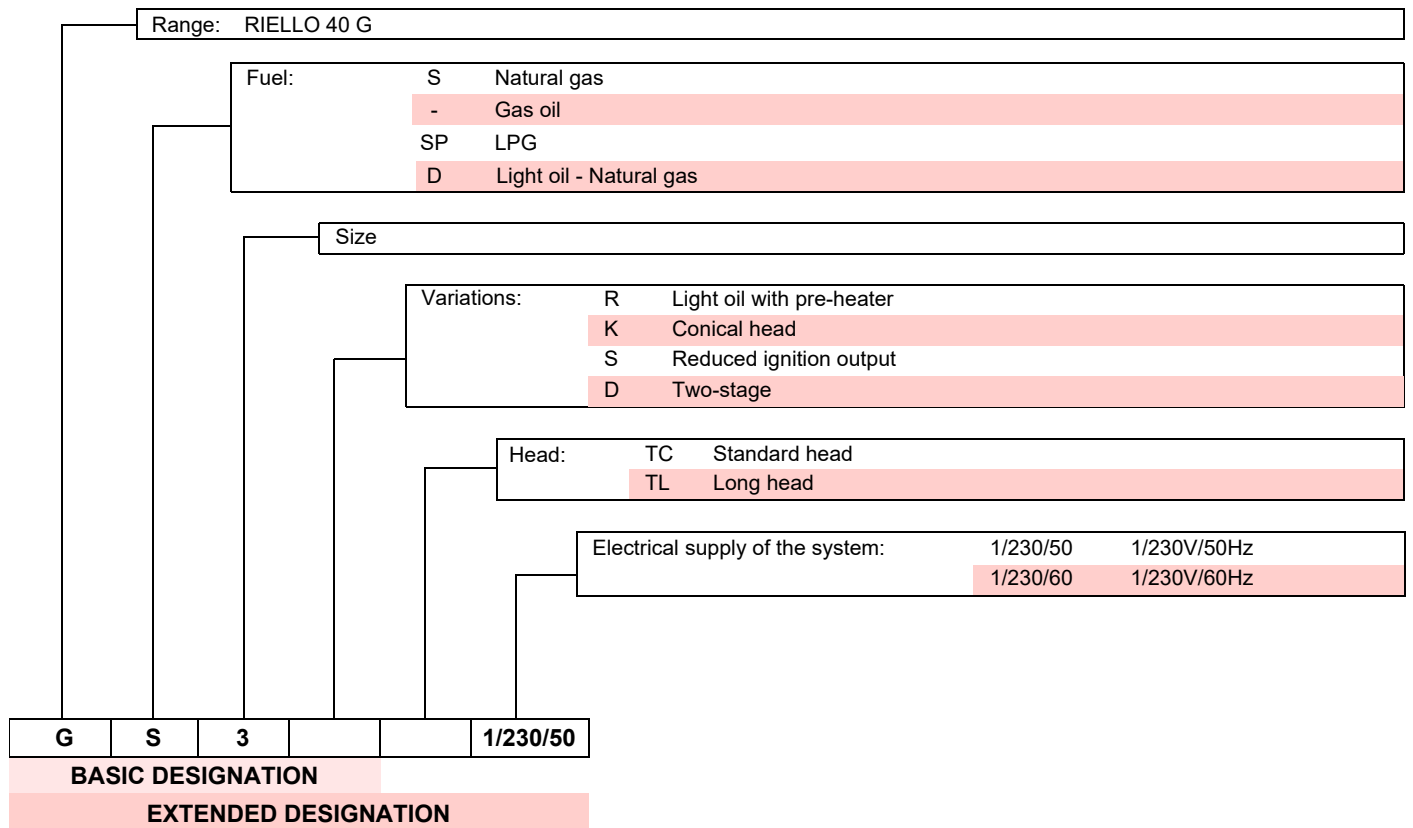 Range: RIELLO 40 G
Fuel: S Natural gas
- Gas oil
SP LPG
D Light oil - Natural gas
Size
Variations: R Light oil with pre-heater
K Conical head
S Reduced ignition output
D Two-stage
Head: TC Standard head
TL Long head
Electrical supply of the system: 1/230/50 1/230V/50Hz
1/230/60 1/230V/60Hz
G S 3 1/230/50
BASIC DESIGNATION
EXTENDED DESIGNATION